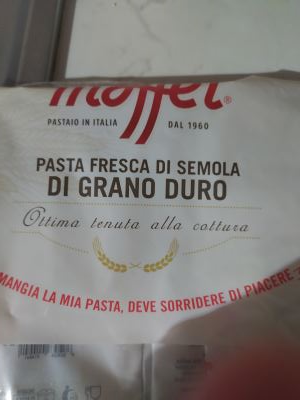 maffei®
PASTAIO IN ITALIA DAL 1960
PASTA FRESCA DI SEMOLA
DI GRANO DURO
Ottima tenuta alla cottura
MANGIA LA MIA PASTA, DEVE SORRIDERE DI PIACERE